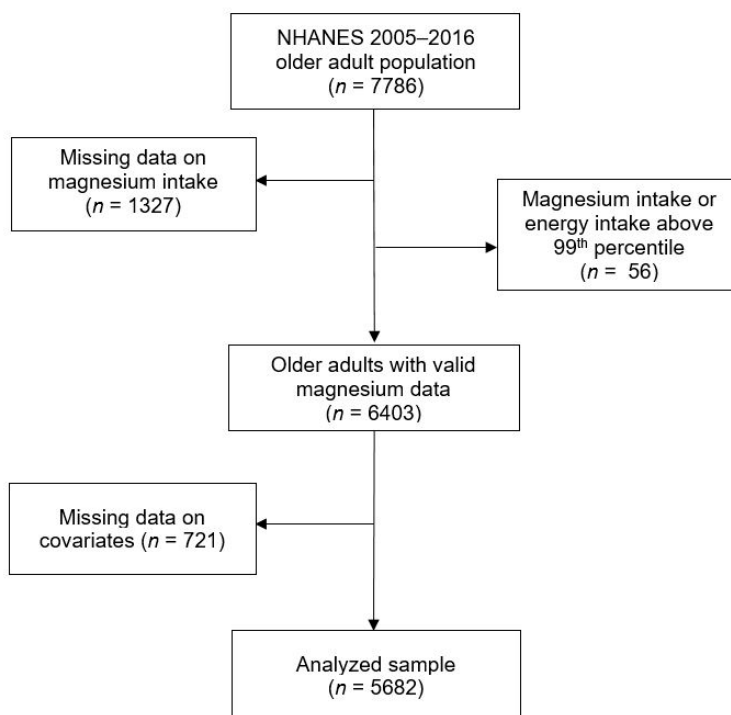 NHANES 2005–2016
older adult population
(n = 7786)
Missing data on
magnesium intake
(n = 1327)
Magnesium intake or
energy intake above
99th percentile
(n =  56)
Older adults with valid
magnesium data
(n = 6403)
Missing data on
covariates (n = 721)
Analyzed sample
(n = 5682)